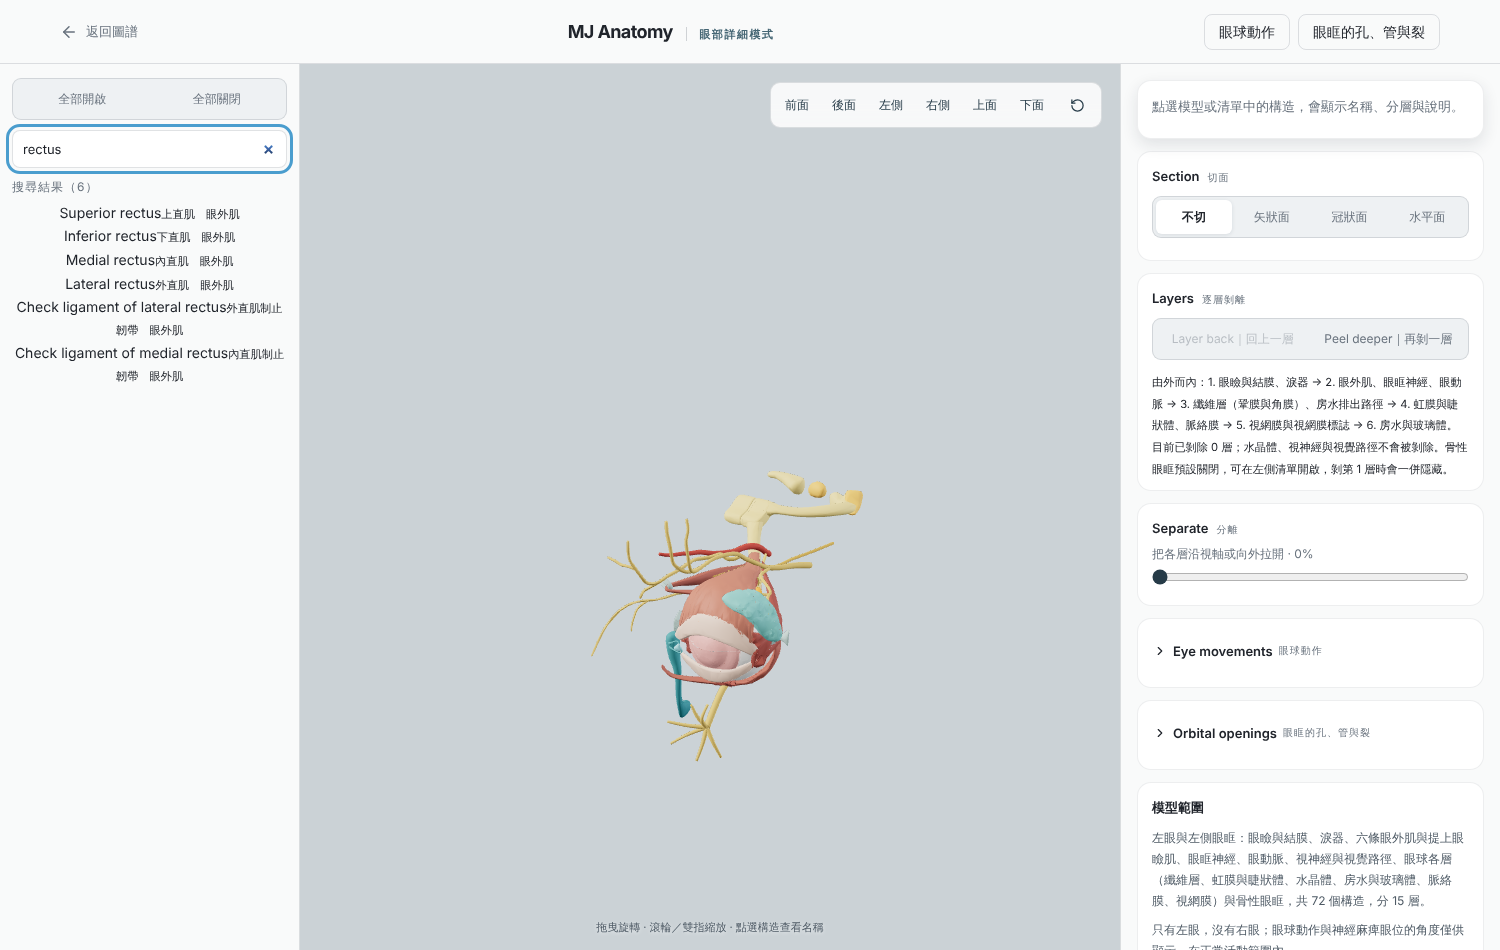 返回圖譜
MJ Anatomy
眼部詳細模式
眼球動作
眼眶的孔、管與裂
全部開啟
全部關閉
rectus
搜尋結果（6）
Superior rectus上直肌 眼外肌
Inferior rectus下直肌 眼外肌
Medial rectus內直肌 眼外肌
Lateral rectus外直肌 眼外肌
Check ligament of lateral rectus外直肌制止
韌帶 眼外肌
Check ligament of medial rectus內直肌制止
韌帶 眼外肌
前面
後面
左側
右側
上面
下面
拖曳旋轉 · 滾輪／雙指縮放 · 點選構造查看名稱
點選模型或清單中的構造，會顯示名稱、分層與說明。
Section 切面
不切
矢狀面
冠狀面
水平面
Layers 逐層剝離
Layer back｜回上一層
Peel deeper｜再剝一層
由外而內：1. 眼瞼與結膜、淚器 → 2. 眼外肌、眼眶神經、眼動
脈 → 3. 纖維層（鞏膜與角膜）、房水排出路徑 → 4. 虹膜與睫
狀體、脈絡膜 → 5. 視網膜與視網膜標誌 → 6. 房水與玻璃體。
目前已剝除 0 層；水晶體、視神經與視覺路徑不會被剝除。骨性
眼眶預設關閉，可在左側清單開啟，剝第 1 層時會一併隱藏。
Separate 分離
把各層沿視軸或向外拉開 · 0%
Eye movements 眼球動作
Orbital openings 眼眶的孔、管與裂
模型範圍
左眼與左側眼眶：眼瞼與結膜、淚器、六條眼外肌與提上眼
瞼肌、眼眶神經、眼動脈、視神經與視覺路徑、眼球各層
（纖維層、虹膜與睫狀體、水晶體、房水與玻璃體、脈絡
膜、視網膜）與骨性眼眶，共 72 個構造，分 15 層。
只有左眼，沒有右眼；眼球動作與神經麻痺眼位的角度僅供
顯示，在正常活動範圍內